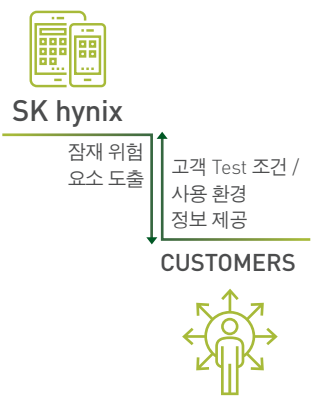 SK hynix
잠재 위험
요소 도출
고객 Test 조건 /
사용 환경
정보 제공
CUSTOMERS